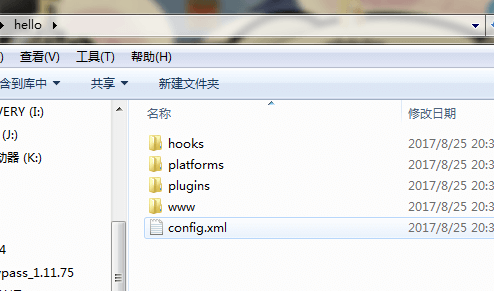 hello
) 查看(V) 工具(T) 帮助(H)
含到库中 共享 新建文件夹
名称 修改日期
VERY (I:)
(J:)
动器 (K:)
4
ypass_1.11.75
hooks 2017/8/25 20:3
platforms 2017/8/25 20:3
plugins 2017/8/25 20:3
www 2017/8/25 20:3
config.xml 2017/8/25 20:3